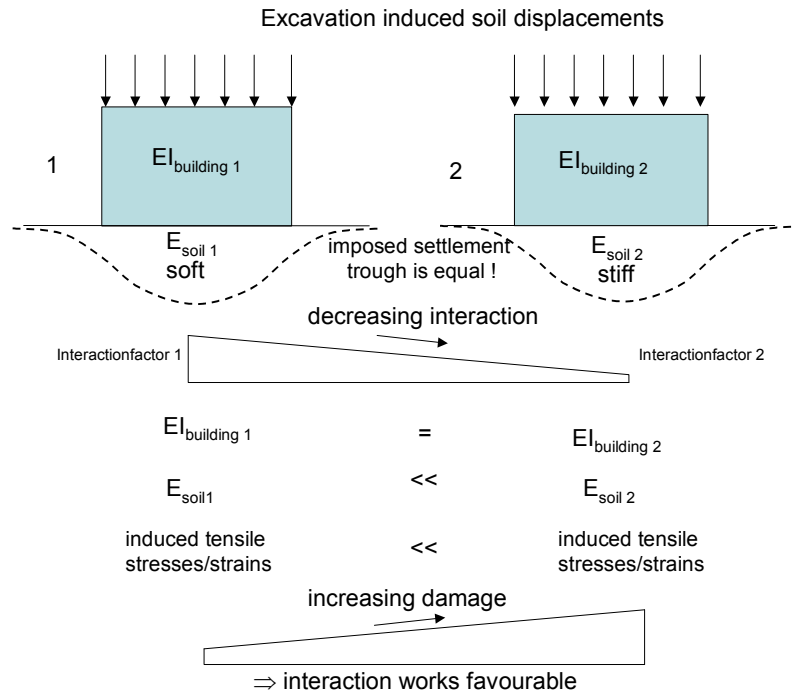 Excavation induced soil displacements
1
EIbuilding 1
2
EIbuilding 2
Esoil 1
soft
imposed settlement
trough is equal !
Esoil 2
stiff
decreasing interaction
Interactionfactor 1
Interactionfactor 2
EIbuilding 1 = EIbuilding 2
Esoil1 << Esoil 2
induced tensile
stresses/strains
<<
induced tensile
stresses/strains
increasing damage
⇒ interaction works favourable